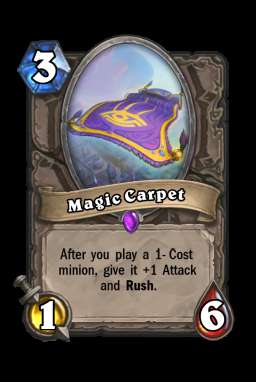 3
Magic Carpet
After you play a 1-Cost
minion, give it +1 Attack
and Rush.
1
6